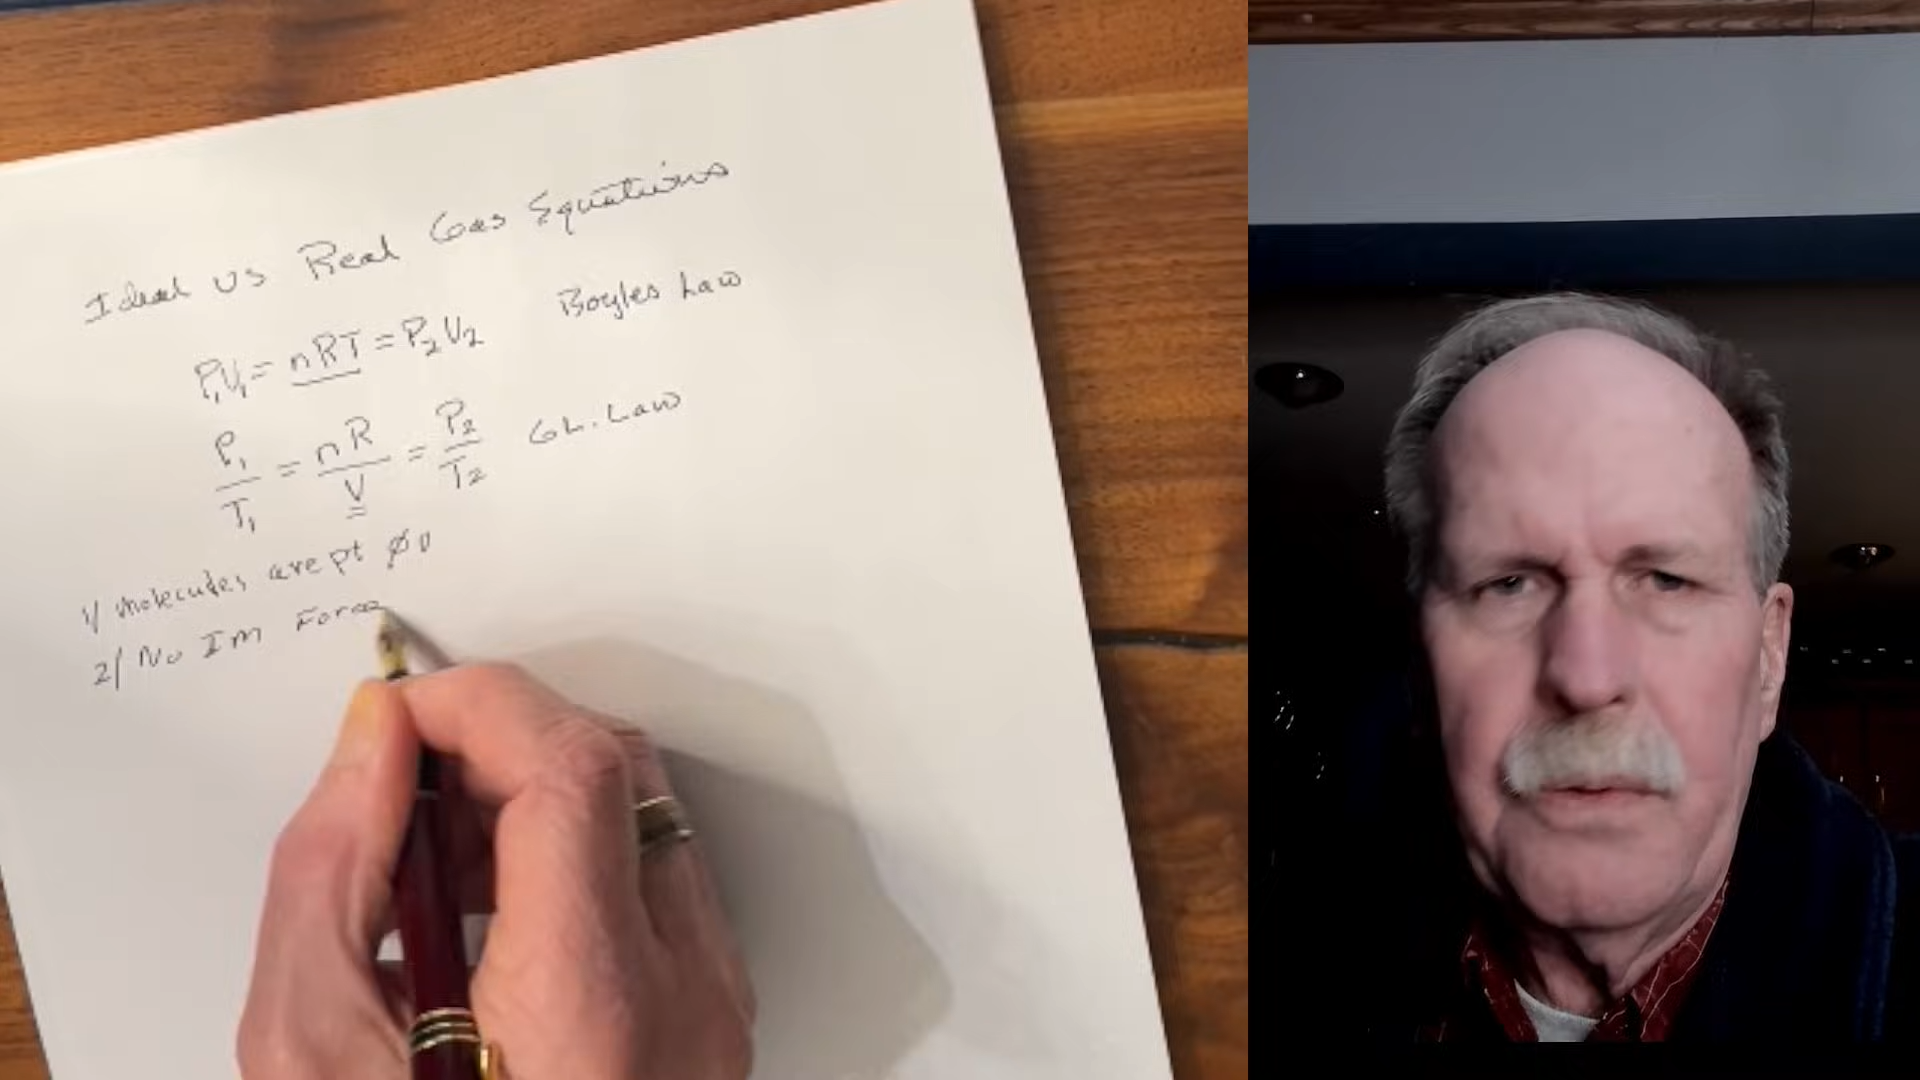 Ideal vs Real Gas Equations
P₁V₁ = nRT = P₂V₂ Boyles Law
P₁/T₁ = nR/V = P₂/T₂ GL. Law
1/ molecules are pt ∅ v
2/ No IM Force